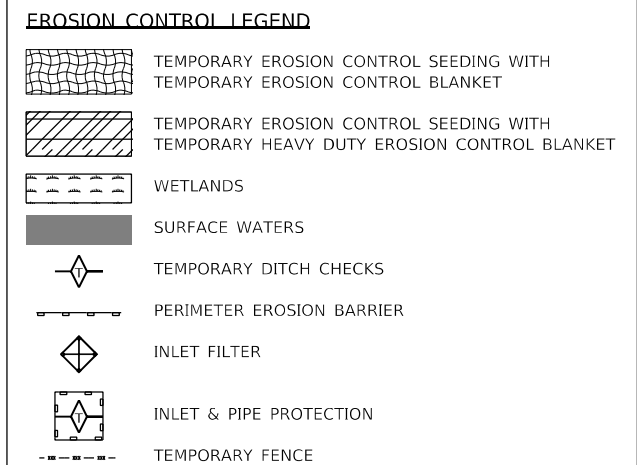 EROSION CONTROL LEGEND
TEMPORARY EROSION CONTROL SEEDING WITH
TEMPORARY EROSION CONTROL BLANKET
TEMPORARY EROSION CONTROL SEEDING WITH
TEMPORARY HEAVY DUTY EROSION CONTROL BLANKET
WETLANDS
SURFACE WATERS
T TEMPORARY DITCH CHECKS
PERIMETER EROSION BARRIER
INLET FILTER
T INLET & PIPE PROTECTION
TEMPORARY FENCE